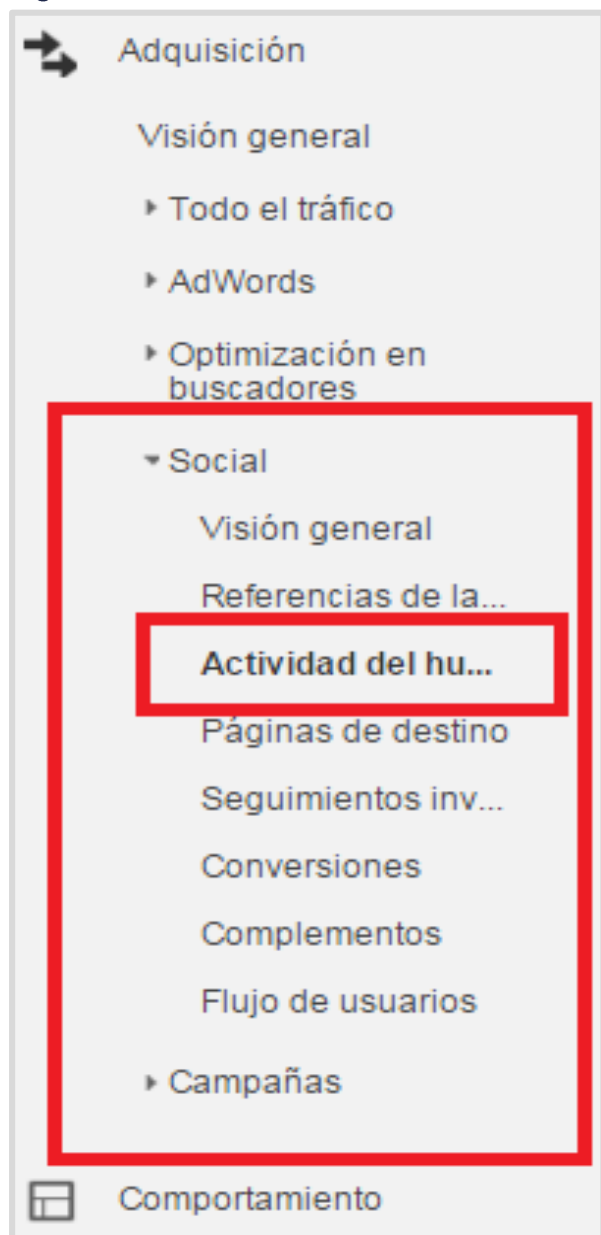 Adquisición
Visión general
Todo el tráfico
AdWords
Optimización en
buscadores
Social
Visión general
Referencias de la...
Actividad del hu...
Páginas de destino
Seguimientos inv...
Conversiones
Complementos
Flujo de usuarios
Campañas
Comportamiento